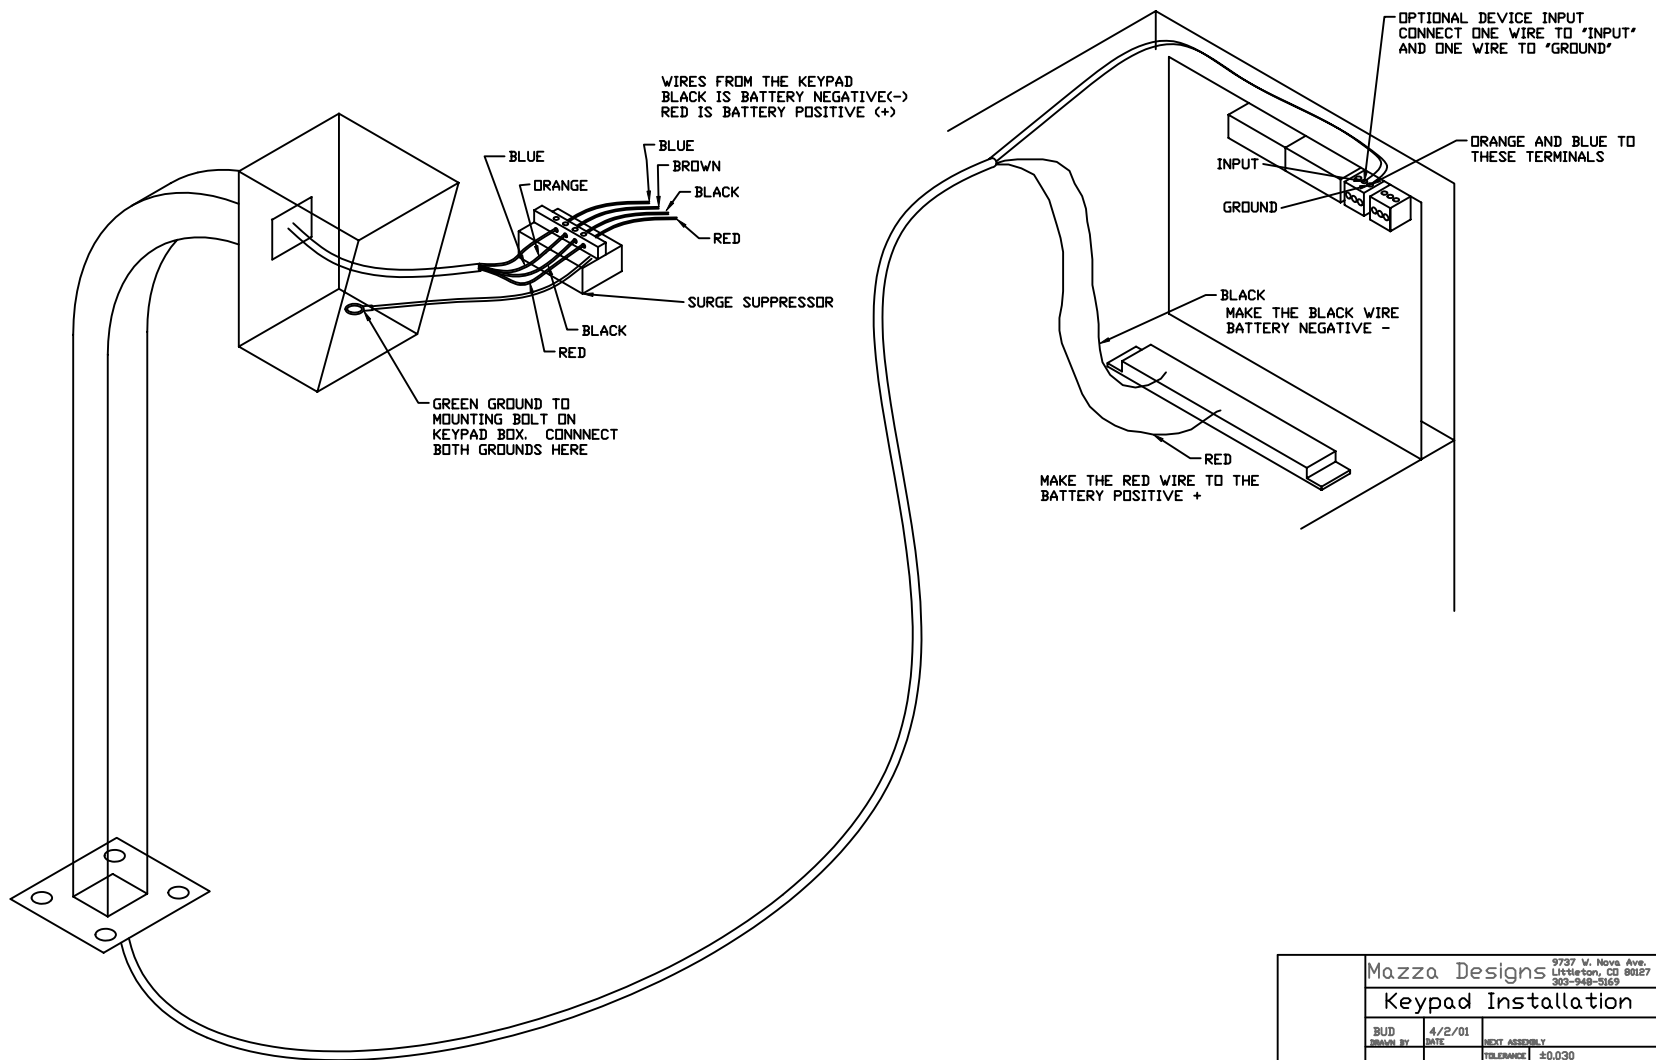 OPTIONAL DEVICE INPUT
CONNECT ONE WIRE TO "INPUT"
AND ONE WIRE TO "GROUND"
WIRES FROM THE KEYPAD
BLACK IS BATTERY NEGATIVE(-)
RED IS BATTERY POSITIVE (+)
BLUE
ORANGE
BLUE
BROWN
BLACK
RED
SURGE SUPPRESSOR
BLACK
RED
GREEN GROUND TO
MOUNTING BOLT ON
KEYPAD BOX. CONNNECT
BOTH GROUNDS HERE
ORANGE AND BLUE TO
THESE TERMINALS
INPUT
GROUND
BLACK
MAKE THE BLACK WIRE
BATTERY NEGATIVE -
RED
MAKE THE RED WIRE TO THE
BATTERY POSITIVE +
Mazza Designs
9737 W. Nova Ave.
Littleton, CO 80127
303-948-5169
Keypad Installation
BUD
DRAWN BY
4/2/01
DATE
NEXT ASSEMBLY
TOLERANCE
±0.030